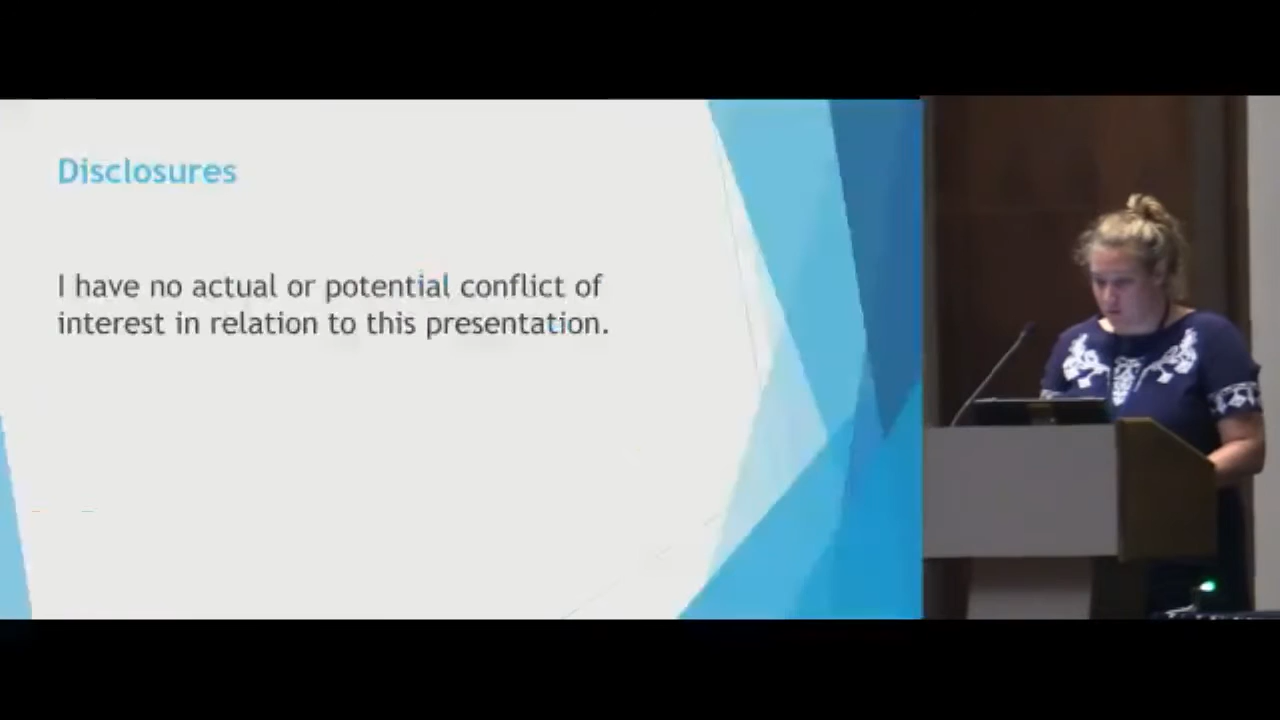 Disclosures
I have no actual or potential conflict of
interest in relation to this presentation.